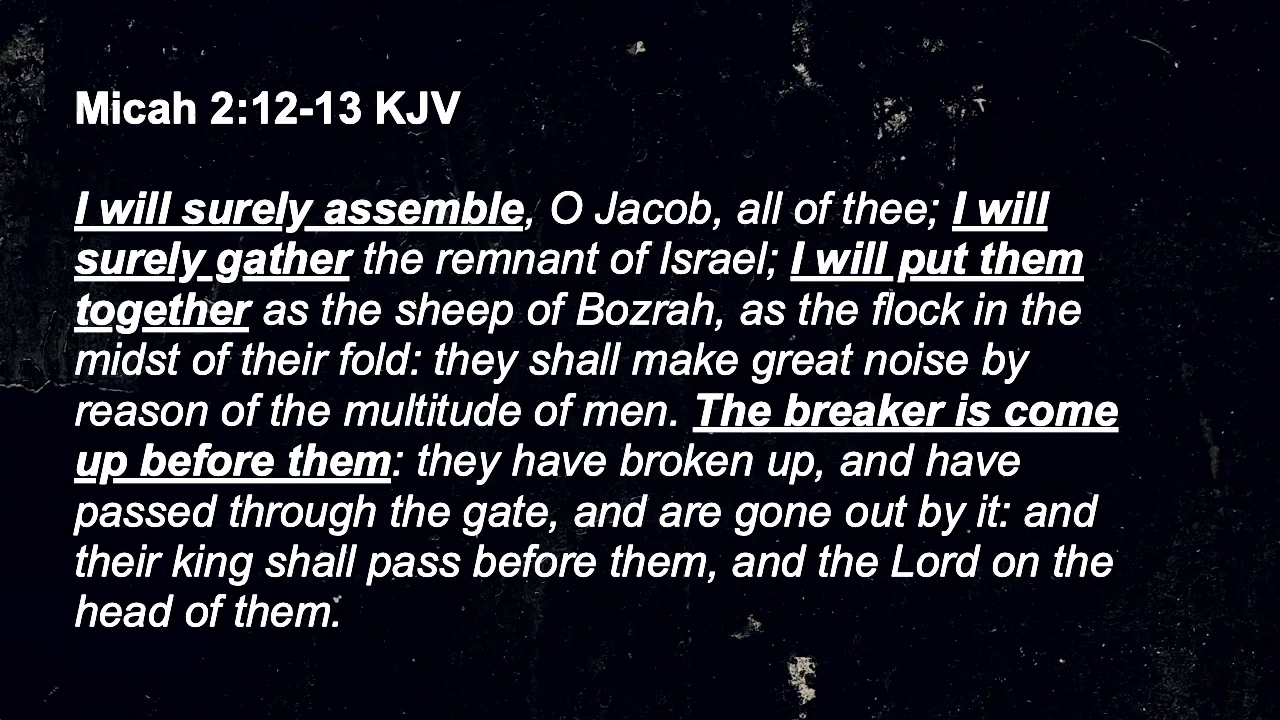 Micah 2:12-13 KJV
I will surely assemble, O Jacob, all of thee; I will
surely gather the remnant of Israel; I will put them
together as the sheep of Bozrah, as the flock in the
midst of their fold: they shall make great noise by
reason of the multitude of men. The breaker is come
up before them: they have broken up, and have
passed through the gate, and are gone out by it: and
their king shall pass before them, and the Lord on the
head of them.